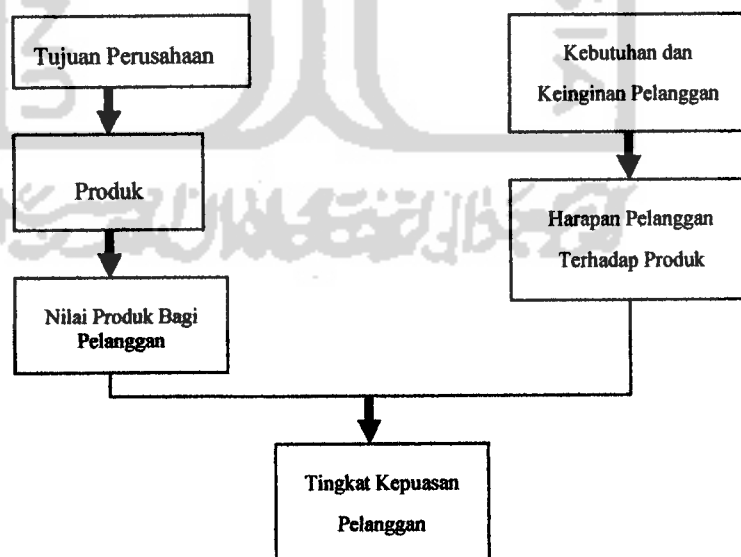 Tujuan Perusahaan
Produk
Nilai Produk Bagi
Pelanggan
Kebutuhan dan
Keinginan Pelanggan
Harapan Pelanggan
Terhadap Produk
Tingkat Kepuasan
Pelanggan